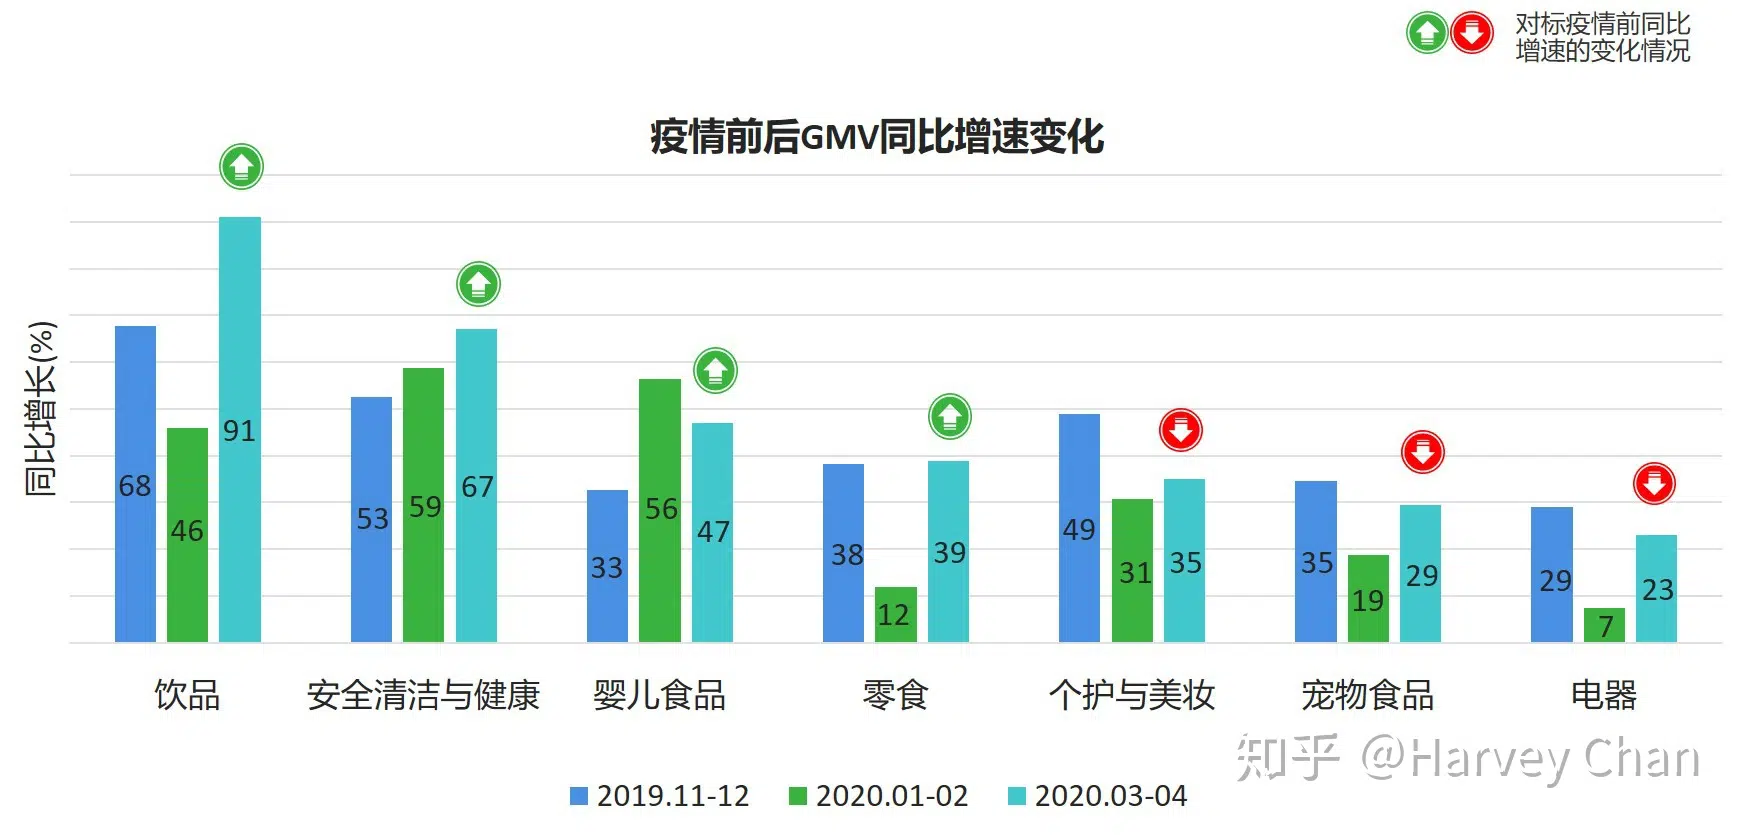 对标疫情前同比
增速的变化情况
疫情前后GMV同比增速变化
同比增长(%)
68
46
91
53
59
67
33
56
47
38
12
39
49
31
35
35
19
29
29
7
23
饮品
安全清洁与健康
婴儿食品
零食
个护与美妆
宠物食品
电器
知乎 @Harvey Chan
2019.11-12
2020.01-02
2020.03-04